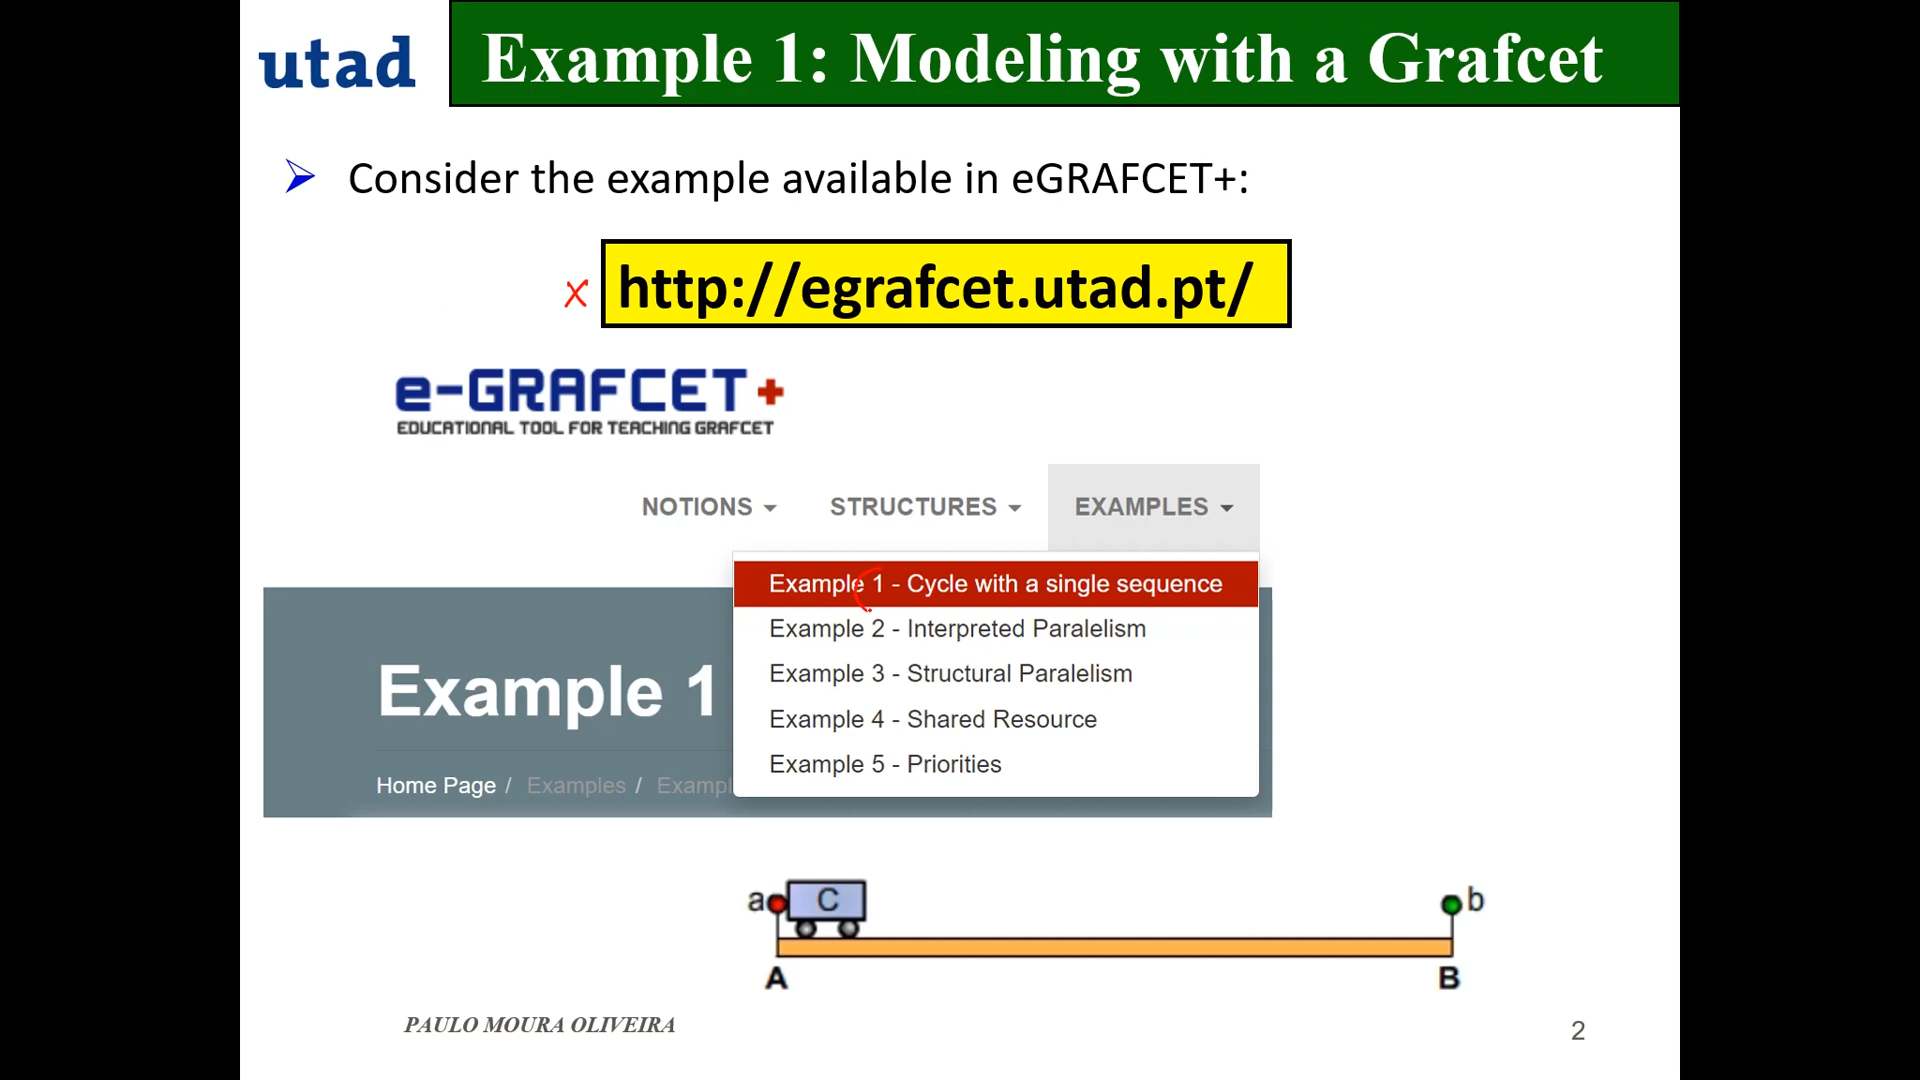 utad
Example 1: Modeling with a Grafcet
Consider the example available in eGRAFCET+:
x http://egrafcet.utad.pt/
e-GRAFCET+
EDUCATIONAL TOOL FOR TEACHING GRAFCET
NOTIONS STRUCTURES EXAMPLES
Example 1 - Cycle with a single sequence
Example 2 - Interpreted Paralelism
Example 3 - Structural Paralelism
Example 4 - Shared Resource
Example 5 - Priorities
Example 1
Home Page / Examples / Exampl
a C b
A B
PAULO MOURA OLIVEIRA
2